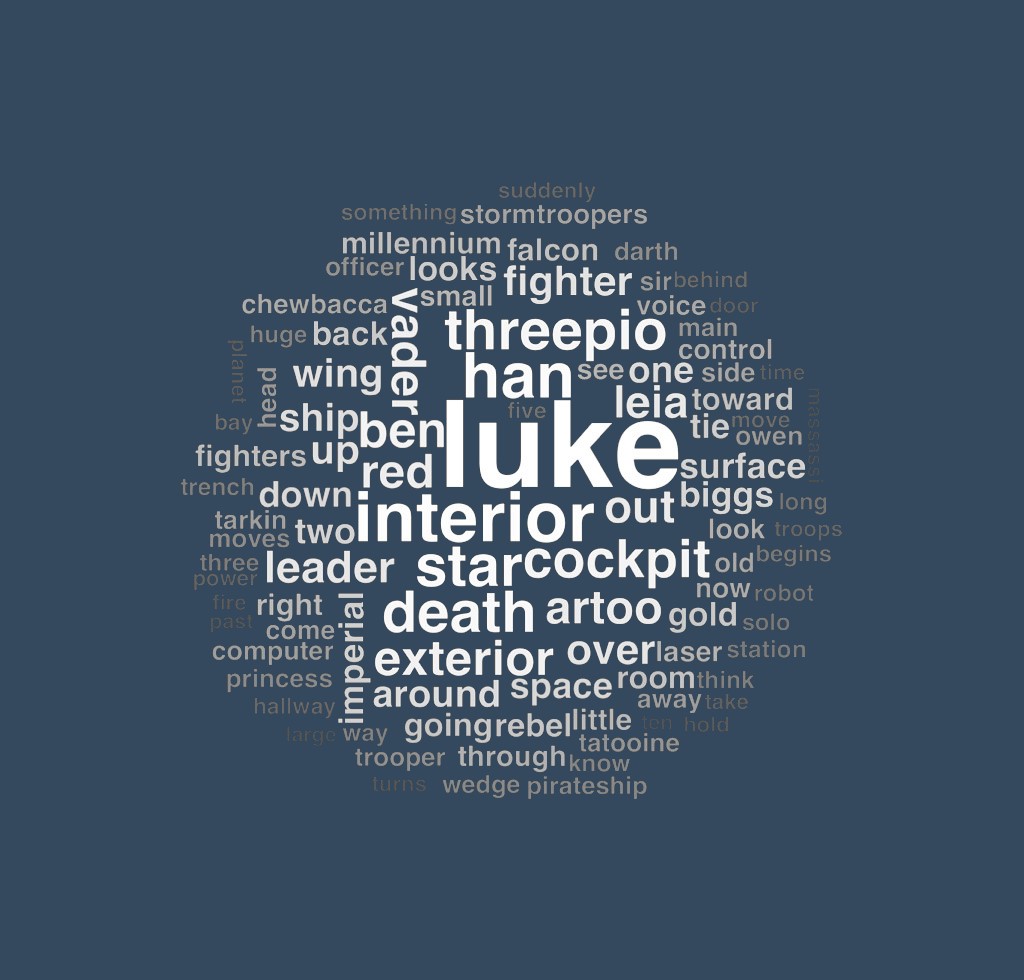 suddenly
something stormtroopers
millennium falcon darth
officer looks fighter sir behind
chewbacca vader small voice door
huge back threepio main
planet control
head wing han see one side time
leia toward massassi
ship ben five luke tie move
bay owen
fighters up red surface
trench down biggs long
tarkin interior out
moves two look troops
three leader star cockpit old begins
power now robot
fire right death artoo gold solo
past
come imperial
computer exterior over laser station
princess around space room think
hallway away take
large way going rebel little ten hold
tatooine
trooper through know
turns wedge pirateship